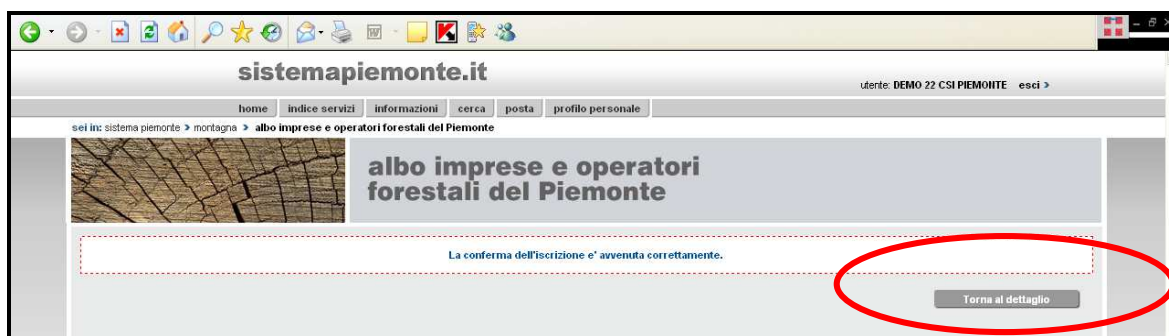 sistemapiemonte.it
utente: DEMO 22 CSI PIEMONTE esci >
home indice servizi informazioni cerca posta profilo personale
sei in: sistema piemonte > montagna > albo imprese e operatori forestali del Piemonte
albo imprese e operatori
forestali del Piemonte
La conferma dell'iscrizione e' avvenuta correttamente.
Torna al dettaglio